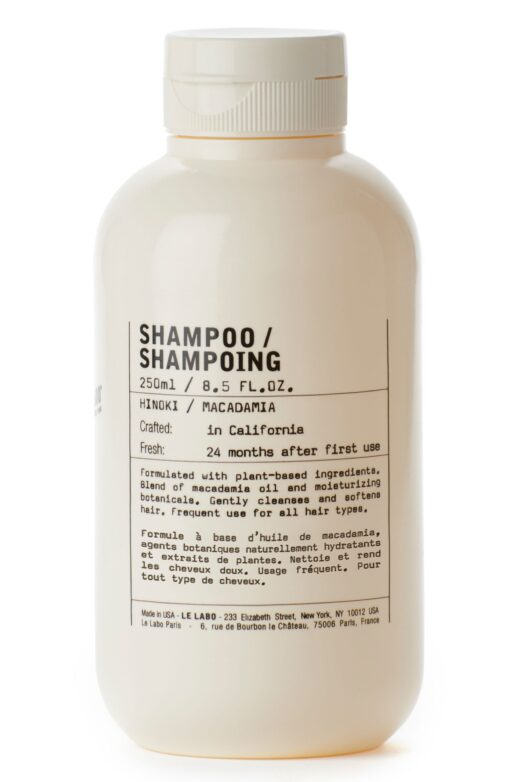 SHAMPOO /
SHAMPOING
250ml / 8.5 FL.OZ.
HINOKI / MACADAMIA
Crafted: in California
Fresh: 24 months after first use
Formulated with plant-based ingredients.
Blend of macadamia oil and moisturizing
botanicals. Gently cleanses and softens
hair. Frequent use for all hair types.
Formule à base d'huile de macadamia,
agents botaniques naturellement hydratants
et extraits de plantes. Nettoie et rend
les cheveux doux. Usage fréquent. Pour
tout type de cheveux.
Made in USA - LE LABO - 233 Elizabeth Street, New York, NY 10012 USA
Le Labo Paris - 6, rue de Bourbon le Château, 75006 Paris, France